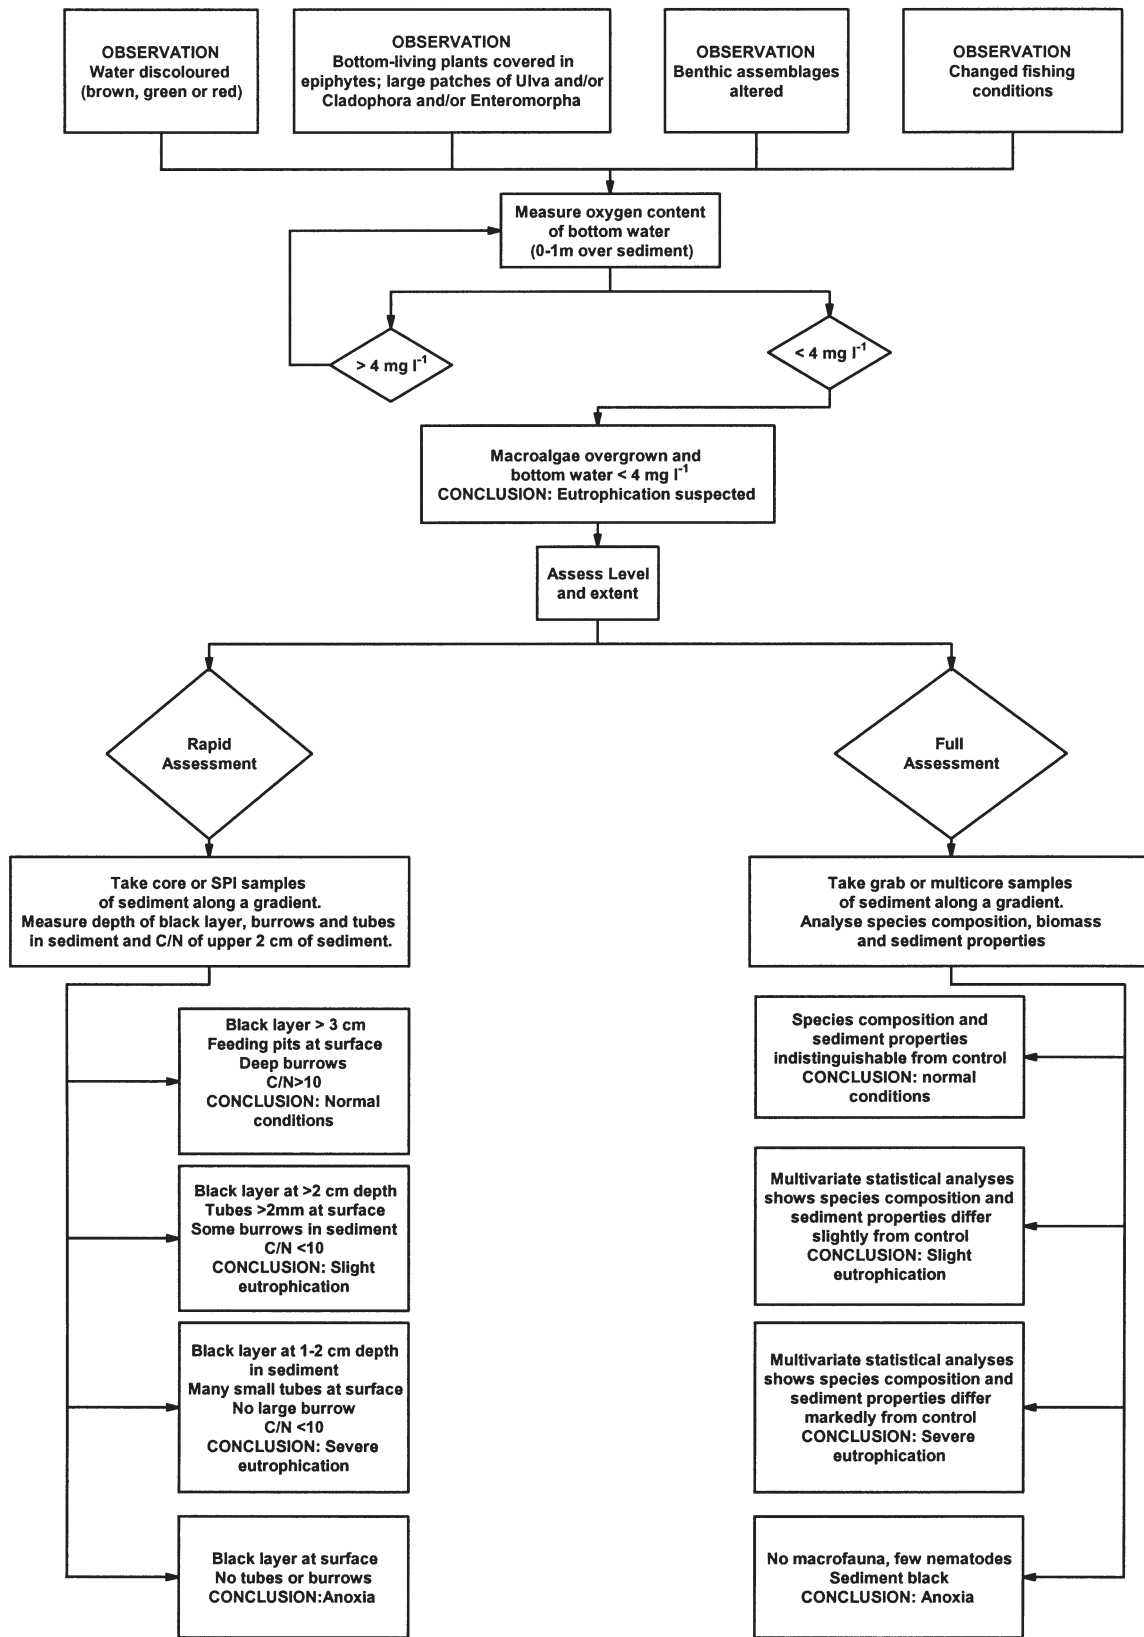 OBSERVATION
Water discoloured
(brown, green or red)
OBSERVATION
Bottom-living plants covered in
epiphytes; large patches of Ulva and/or
Cladophora and/or Enteromorpha
OBSERVATION
Benthic assemblages
altered
OBSERVATION
Changed fishing
conditions
Measure oxygen content
of bottom water
(0-1m over sediment)
> 4 mg l⁻¹
< 4 mg l⁻¹
Macroalgae overgrown and
bottom water < 4 mg l⁻¹
CONCLUSION: Eutrophication suspected
Assess Level
and extent
Rapid
Assessment
Full
Assessment
Take core or SPI samples
of sediment along a gradient.
Measure depth of black layer, burrows and tubes
in sediment and C/N of upper 2 cm of sediment.
Take grab or multicore samples
of sediment along a gradient.
Analyse species composition, biomass
and sediment properties
Black layer > 3 cm
Feeding pits at surface
Deep burrows
C/N>10
CONCLUSION: Normal
conditions
Species composition and
sediment properties
indistinguishable from control
CONCLUSION: normal
conditions
Black layer at >2 cm depth
Tubes >2mm at surface
Some burrows in sediment
C/N <10
CONCLUSION: Slight
eutrophication
Multivariate statistical analyses
shows species composition and
sediment properties differ
slightly from control
CONCLUSION: Slight
eutrophication
Black layer at 1-2 cm depth
in sediment
Many small tubes at surface
No large burrow
C/N <10
CONCLUSION: Severe
eutrophication
Multivariate statistical analyses
shows species composition and
sediment properties differ
markedly from control
CONCLUSION: Severe
eutrophication
Black layer at surface
No tubes or burrows
CONCLUSION:Anoxia
No macrofauna, few nematodes
Sediment black
CONCLUSION: Anoxia